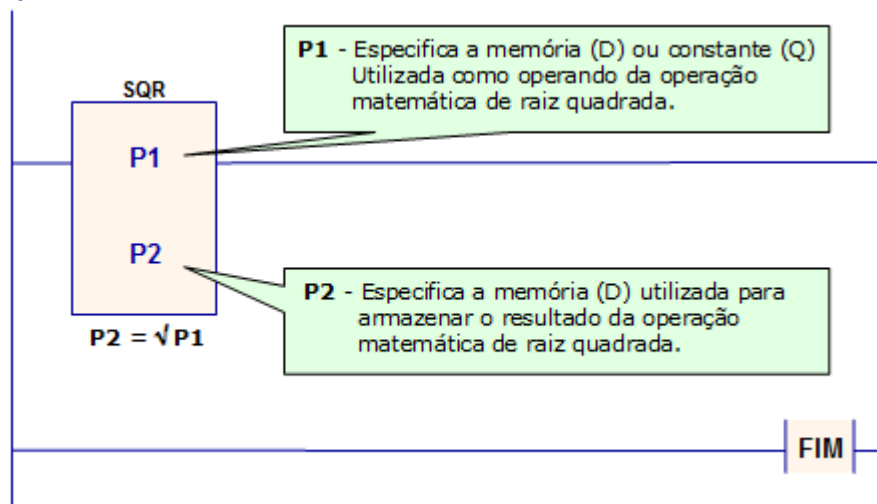 P1 - Especifica a memória (D) ou constante (Q)
Utilizada como operando da operação
matemática de raiz quadrada.
SQR
P1
P2
P2 - Especifica a memória (D) utilizada para
armazenar o resultado da operação
matemática de raiz quadrada.
P2 = √P1
FIM